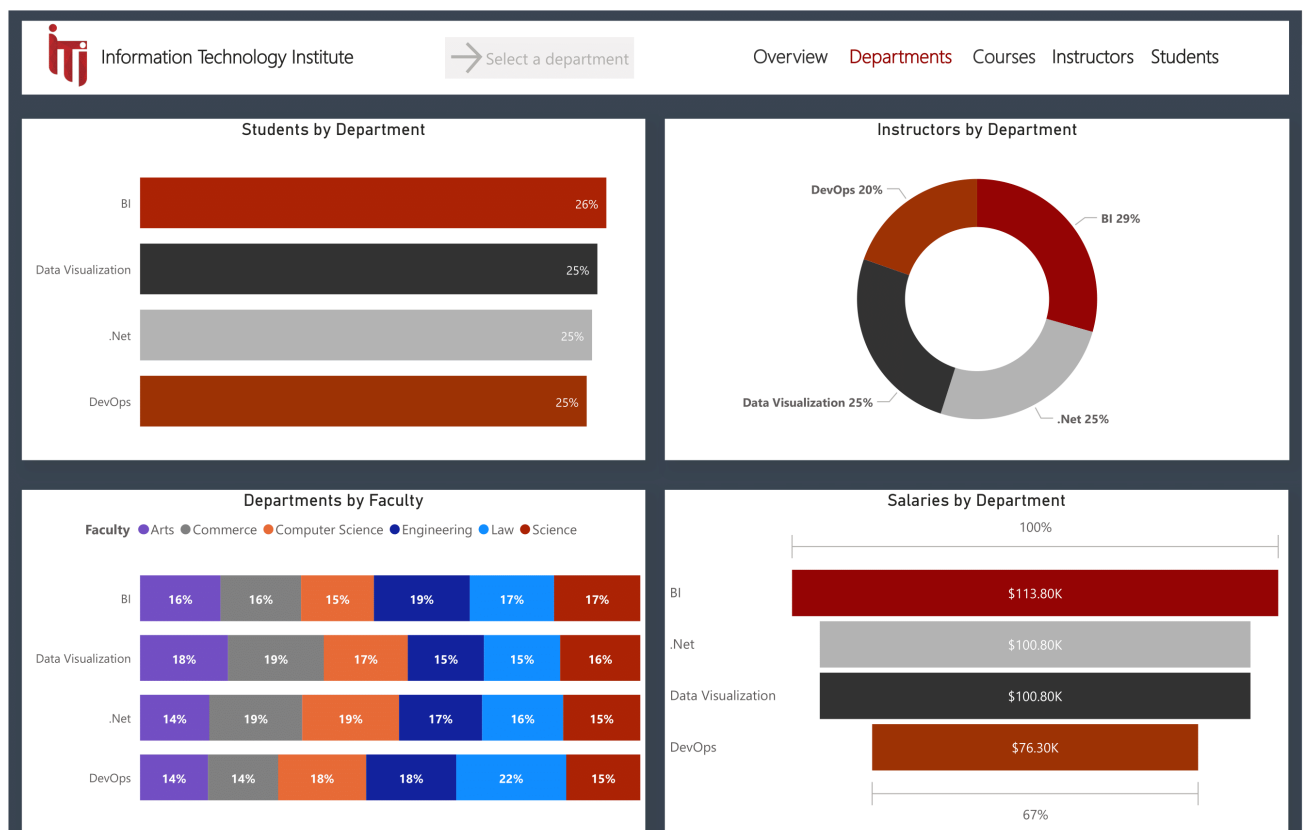 iTi
Information Technology Institute
Select a department
Overview Departments Courses Instructors Students
Students by Department
BI 26%
Data Visualization 25%
.Net 25%
DevOps 25%
Instructors by Department
DevOps 20%
BI 29%
Data Visualization 25%
.Net 25%
Departments by Faculty
Faculty Arts Commerce Computer Science Engineering Law Science
BI 16% 16% 15% 19% 17% 17%
Data Visualization 18% 19% 17% 15% 15% 16%
.Net 14% 19% 19% 17% 16% 15%
DevOps 14% 14% 18% 18% 22% 15%
Salaries by Department
100%
BI $113.80K
.Net $100.80K
Data Visualization $100.80K
DevOps $76.30K
67%